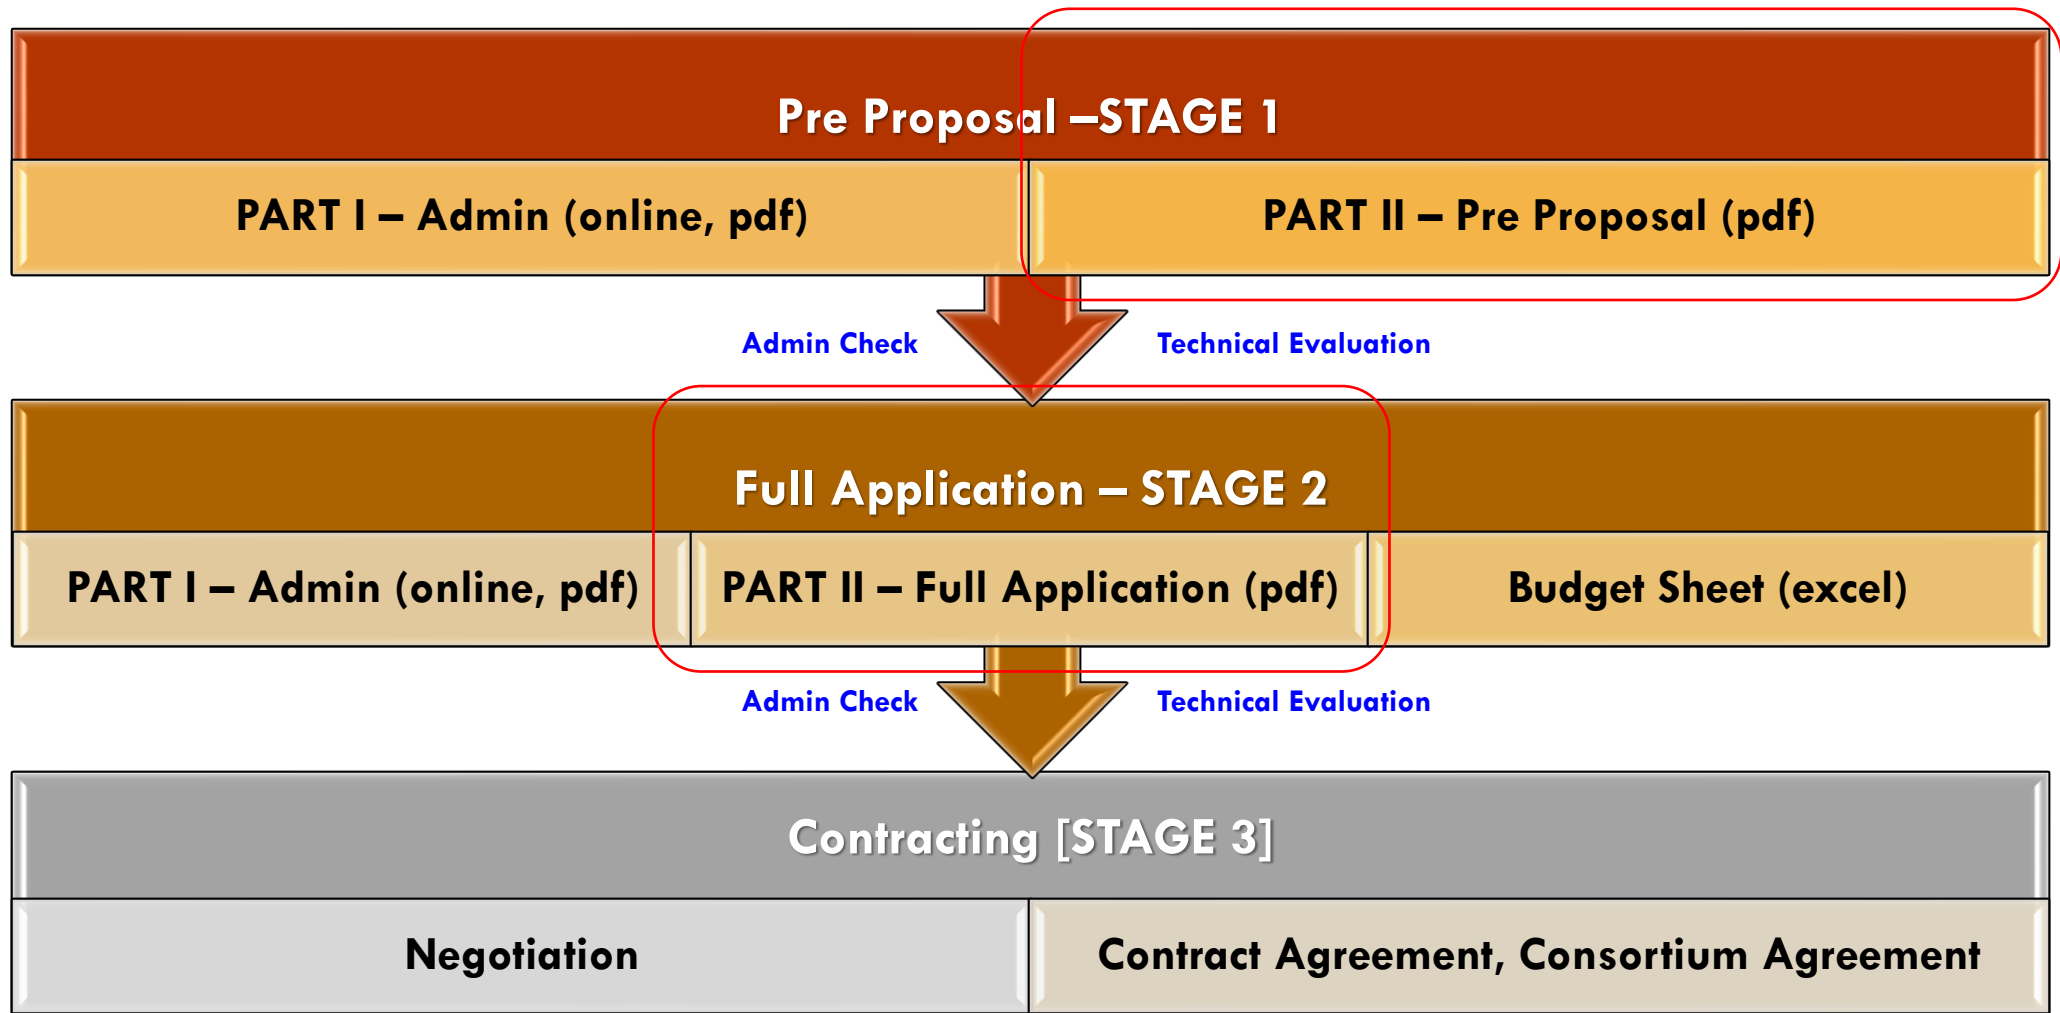 Pre Proposal –STAGE 1
PART I – Admin (online, pdf)
PART II – Pre Proposal (pdf)
Admin Check
Technical Evaluation
Full Application – STAGE 2
PART I – Admin (online, pdf)
PART II – Full Application (pdf)
Budget Sheet (excel)
Admin Check
Technical Evaluation
Contracting [STAGE 3]
Negotiation
Contract Agreement, Consortium Agreement